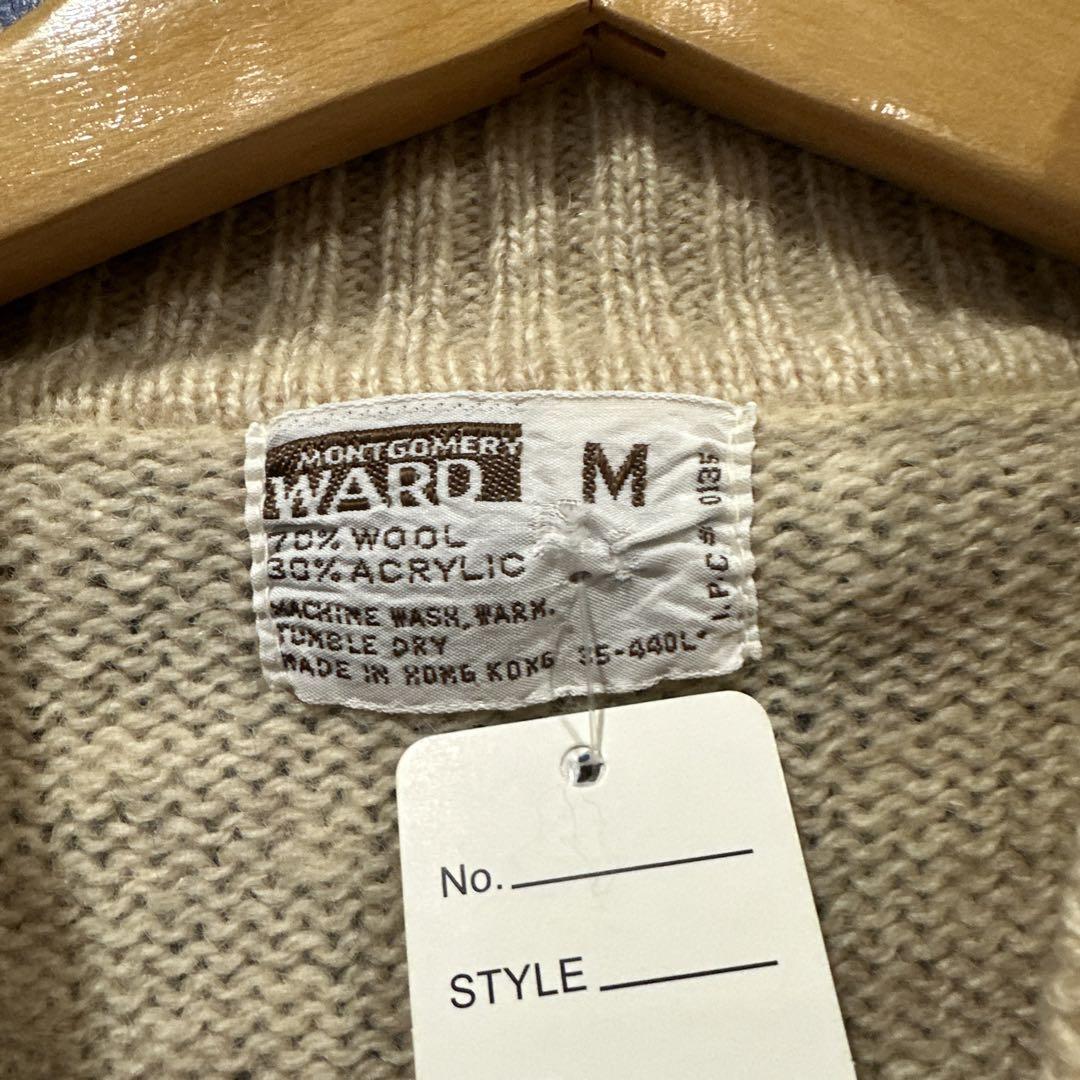 MONTGOMERY
WARD
M
70% WOOL
30% ACRYLIC
MACHINE WASH, WARM.
TUMBLE DRY
MADE IN HONG KONG
35-440L*
I.P.C # 0135
No.
STYLE